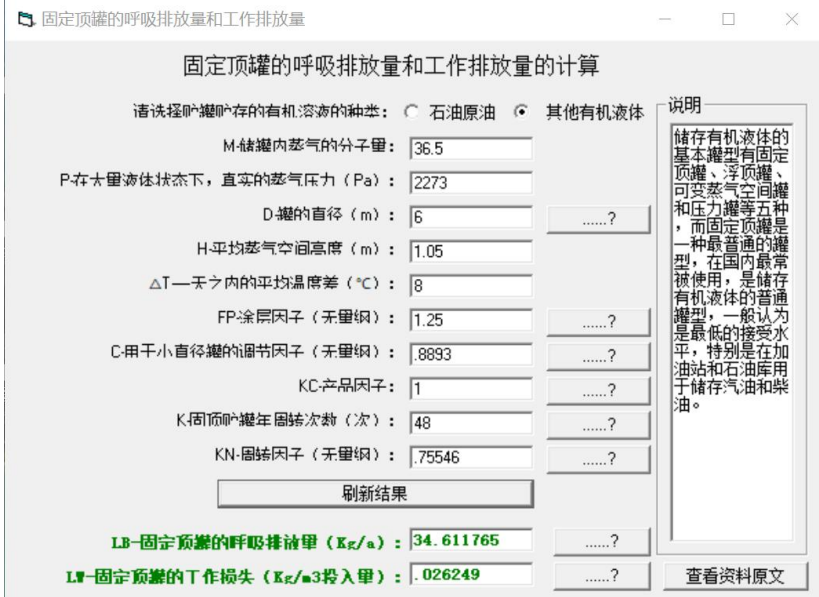 固定顶罐的呼吸排放量和工作排放量
固定顶罐的呼吸排放量和工作排放量的计算
请选择贮罐贮存的有机溶液的种类： 石油原油 其他有机液体
M-储罐内蒸气的分子量： 36.5
P-在大量液体状态下，真实的蒸气压力（Pa）： 2273
D-罐的直径（m）： 6 ......?
H-平均蒸气空间高度（m）： 1.05
△T—一天之内的平均温度差（℃）： 8
FP-涂层因子（无量纲）： 1.25 ......?
C-用于小直径罐的调节因子（无量纲）： .8893 ......?
KC-产品因子： 1 ......?
K-固顶贮罐年周转次数（次）： 48 ......?
KN-周转因子（无量纲）： .75546 ......?
刷新结果
LB-固定顶罐的呼吸排放量（Kg/a）： 34.611765 ......?
LW-固定顶罐的工作损失（Kg/m3投入量）： .026249 ......?
说明
储存有机液体的
基本罐型有固定
顶罐、浮顶罐、
可变蒸气空间罐
和压力罐等五种
，而固定顶罐是
一种最普通的罐
型，在国内最常
被使用，是储存
有机液体的普通
罐型，一般认为
是最低的接受水
平，特别是在加
油站和石油库用
于储存汽油和柴
油。
查看资料原文